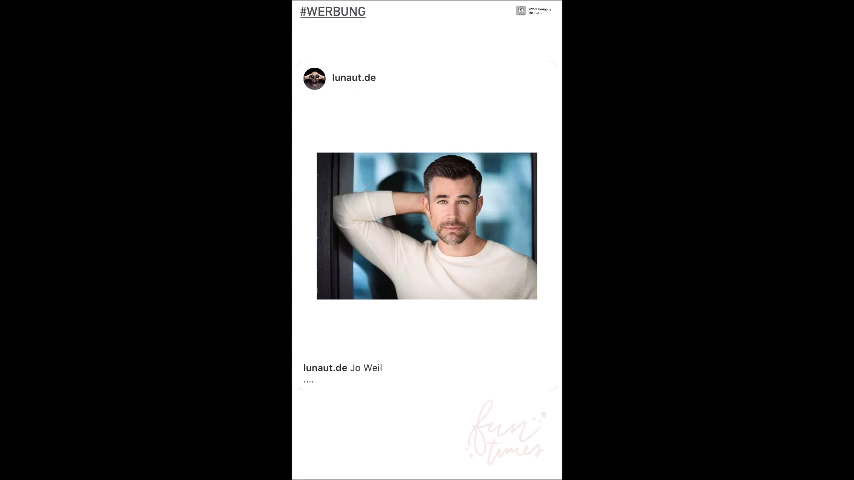 #WERBUNG
lunaut.de
lunaut.de Jo Weil
....
fun
times